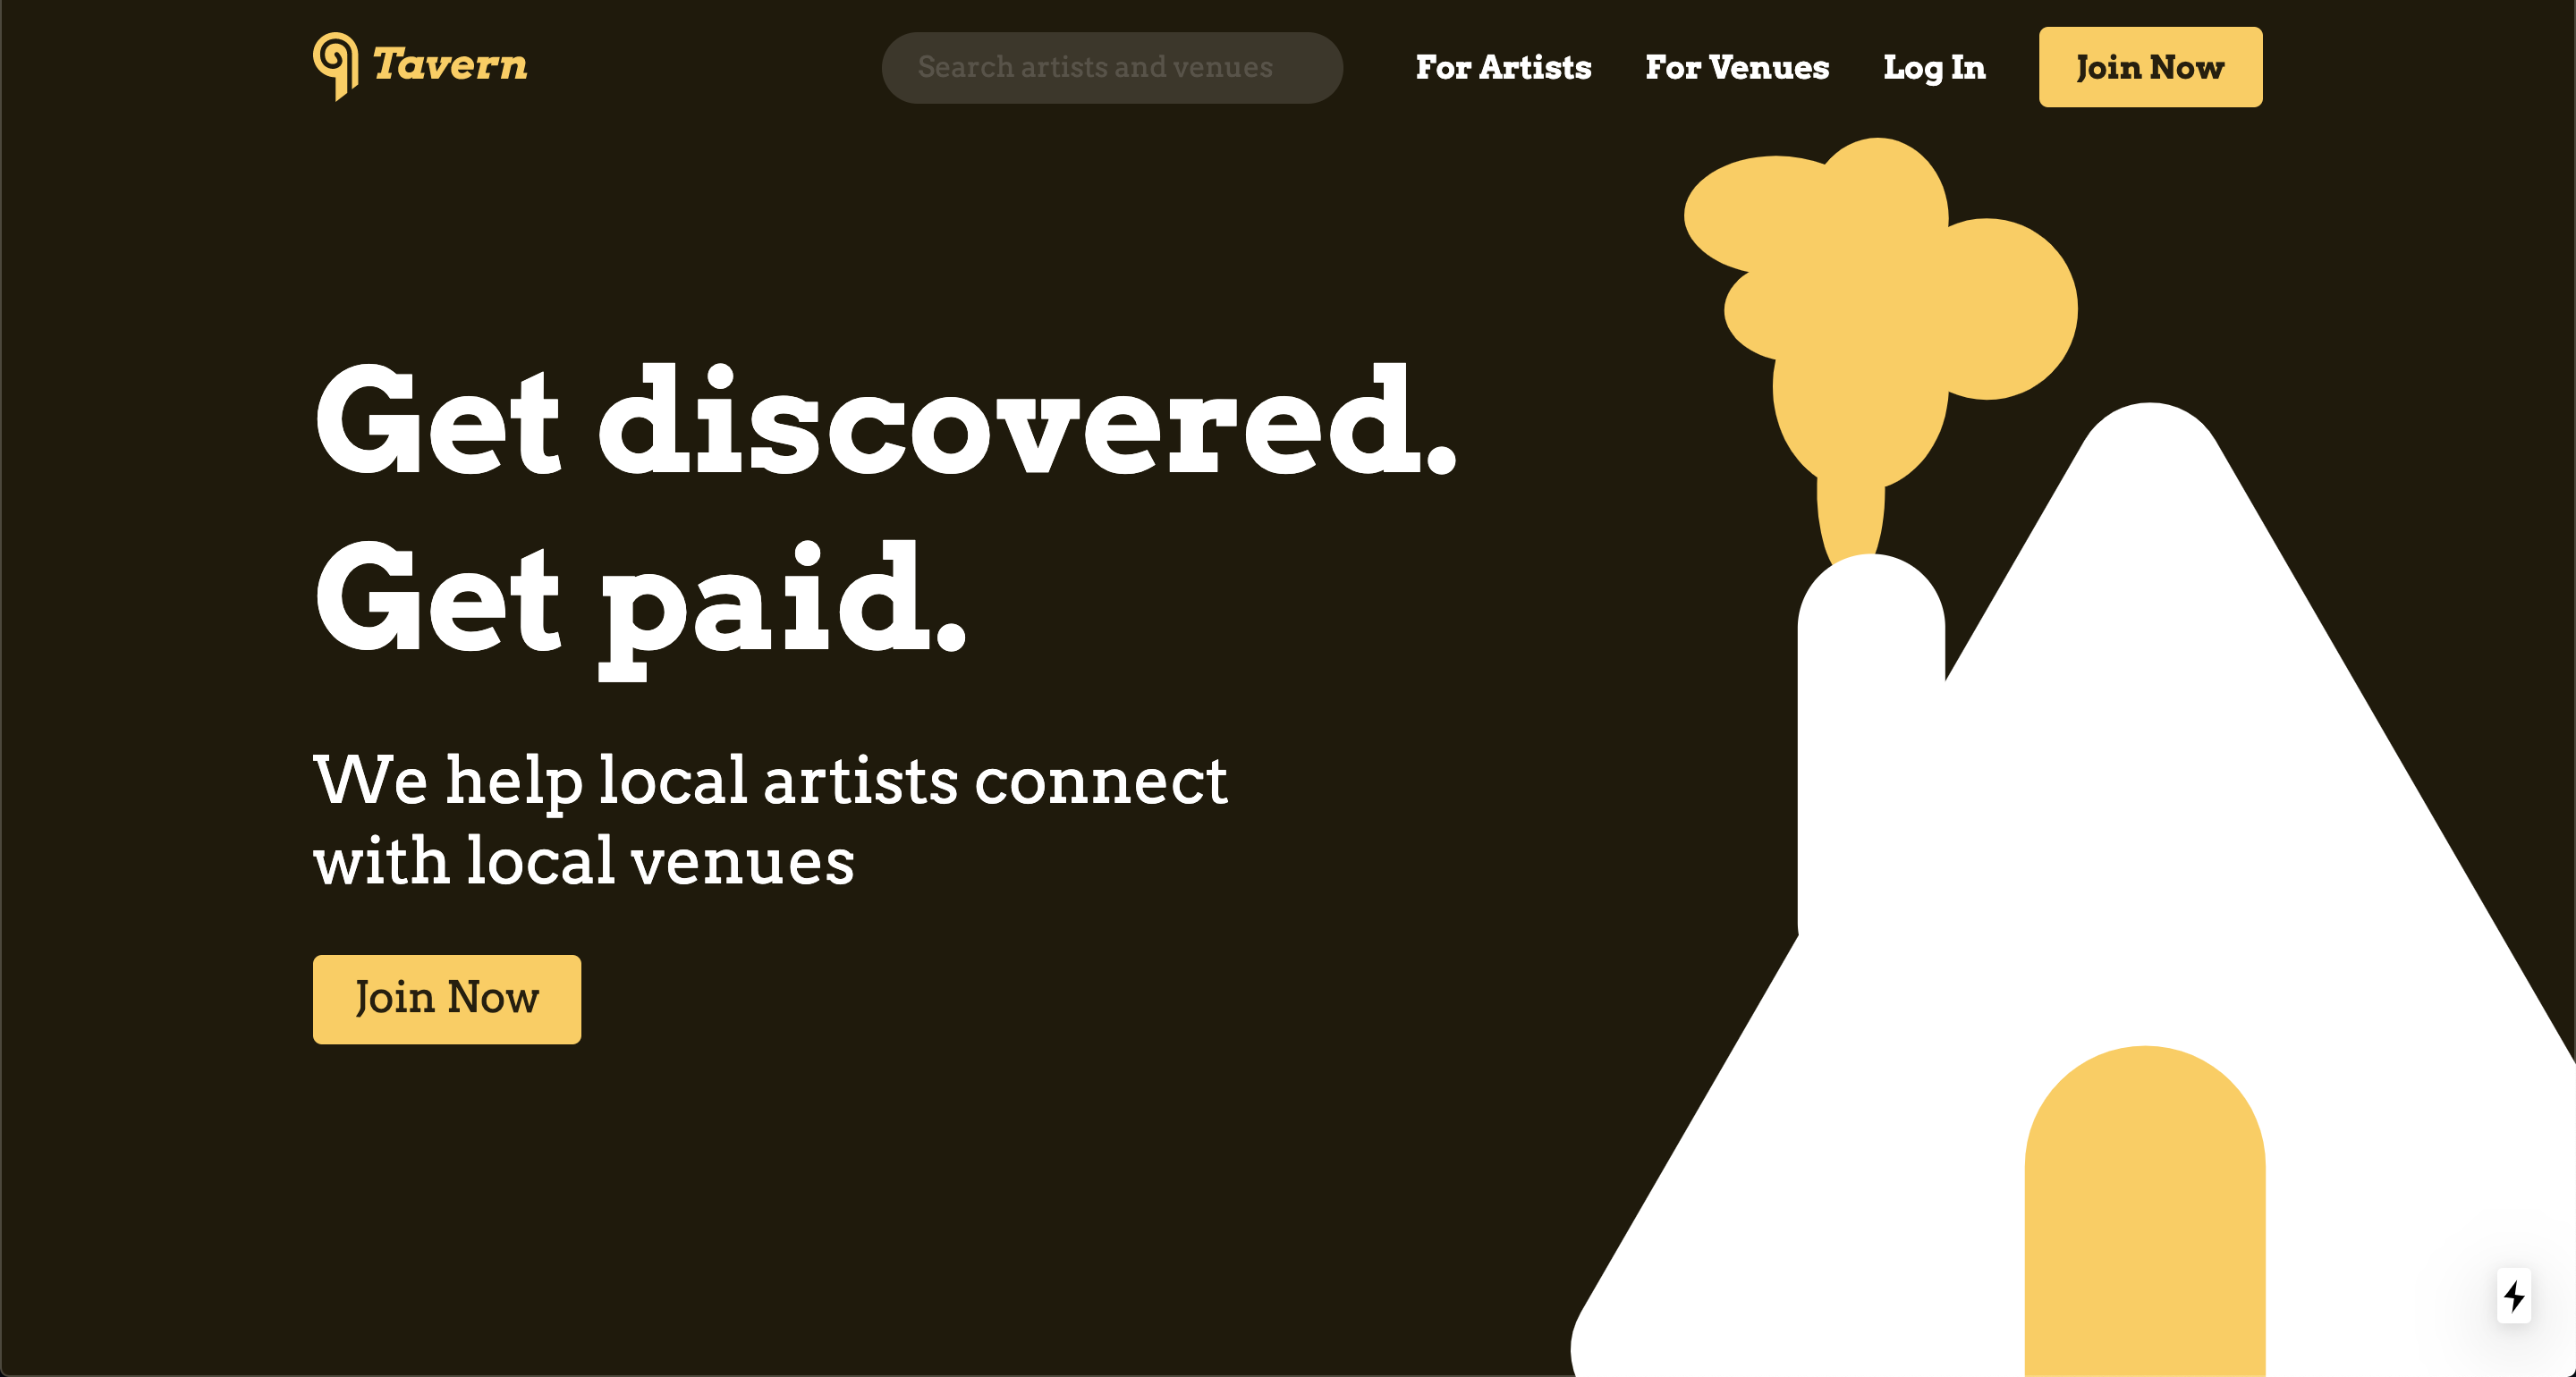 Tavern
Search artists and venues
For Artists
For Venues
Log In
Join Now
Get discovered.
Get paid.
We help local artists connect
with local venues
Join Now